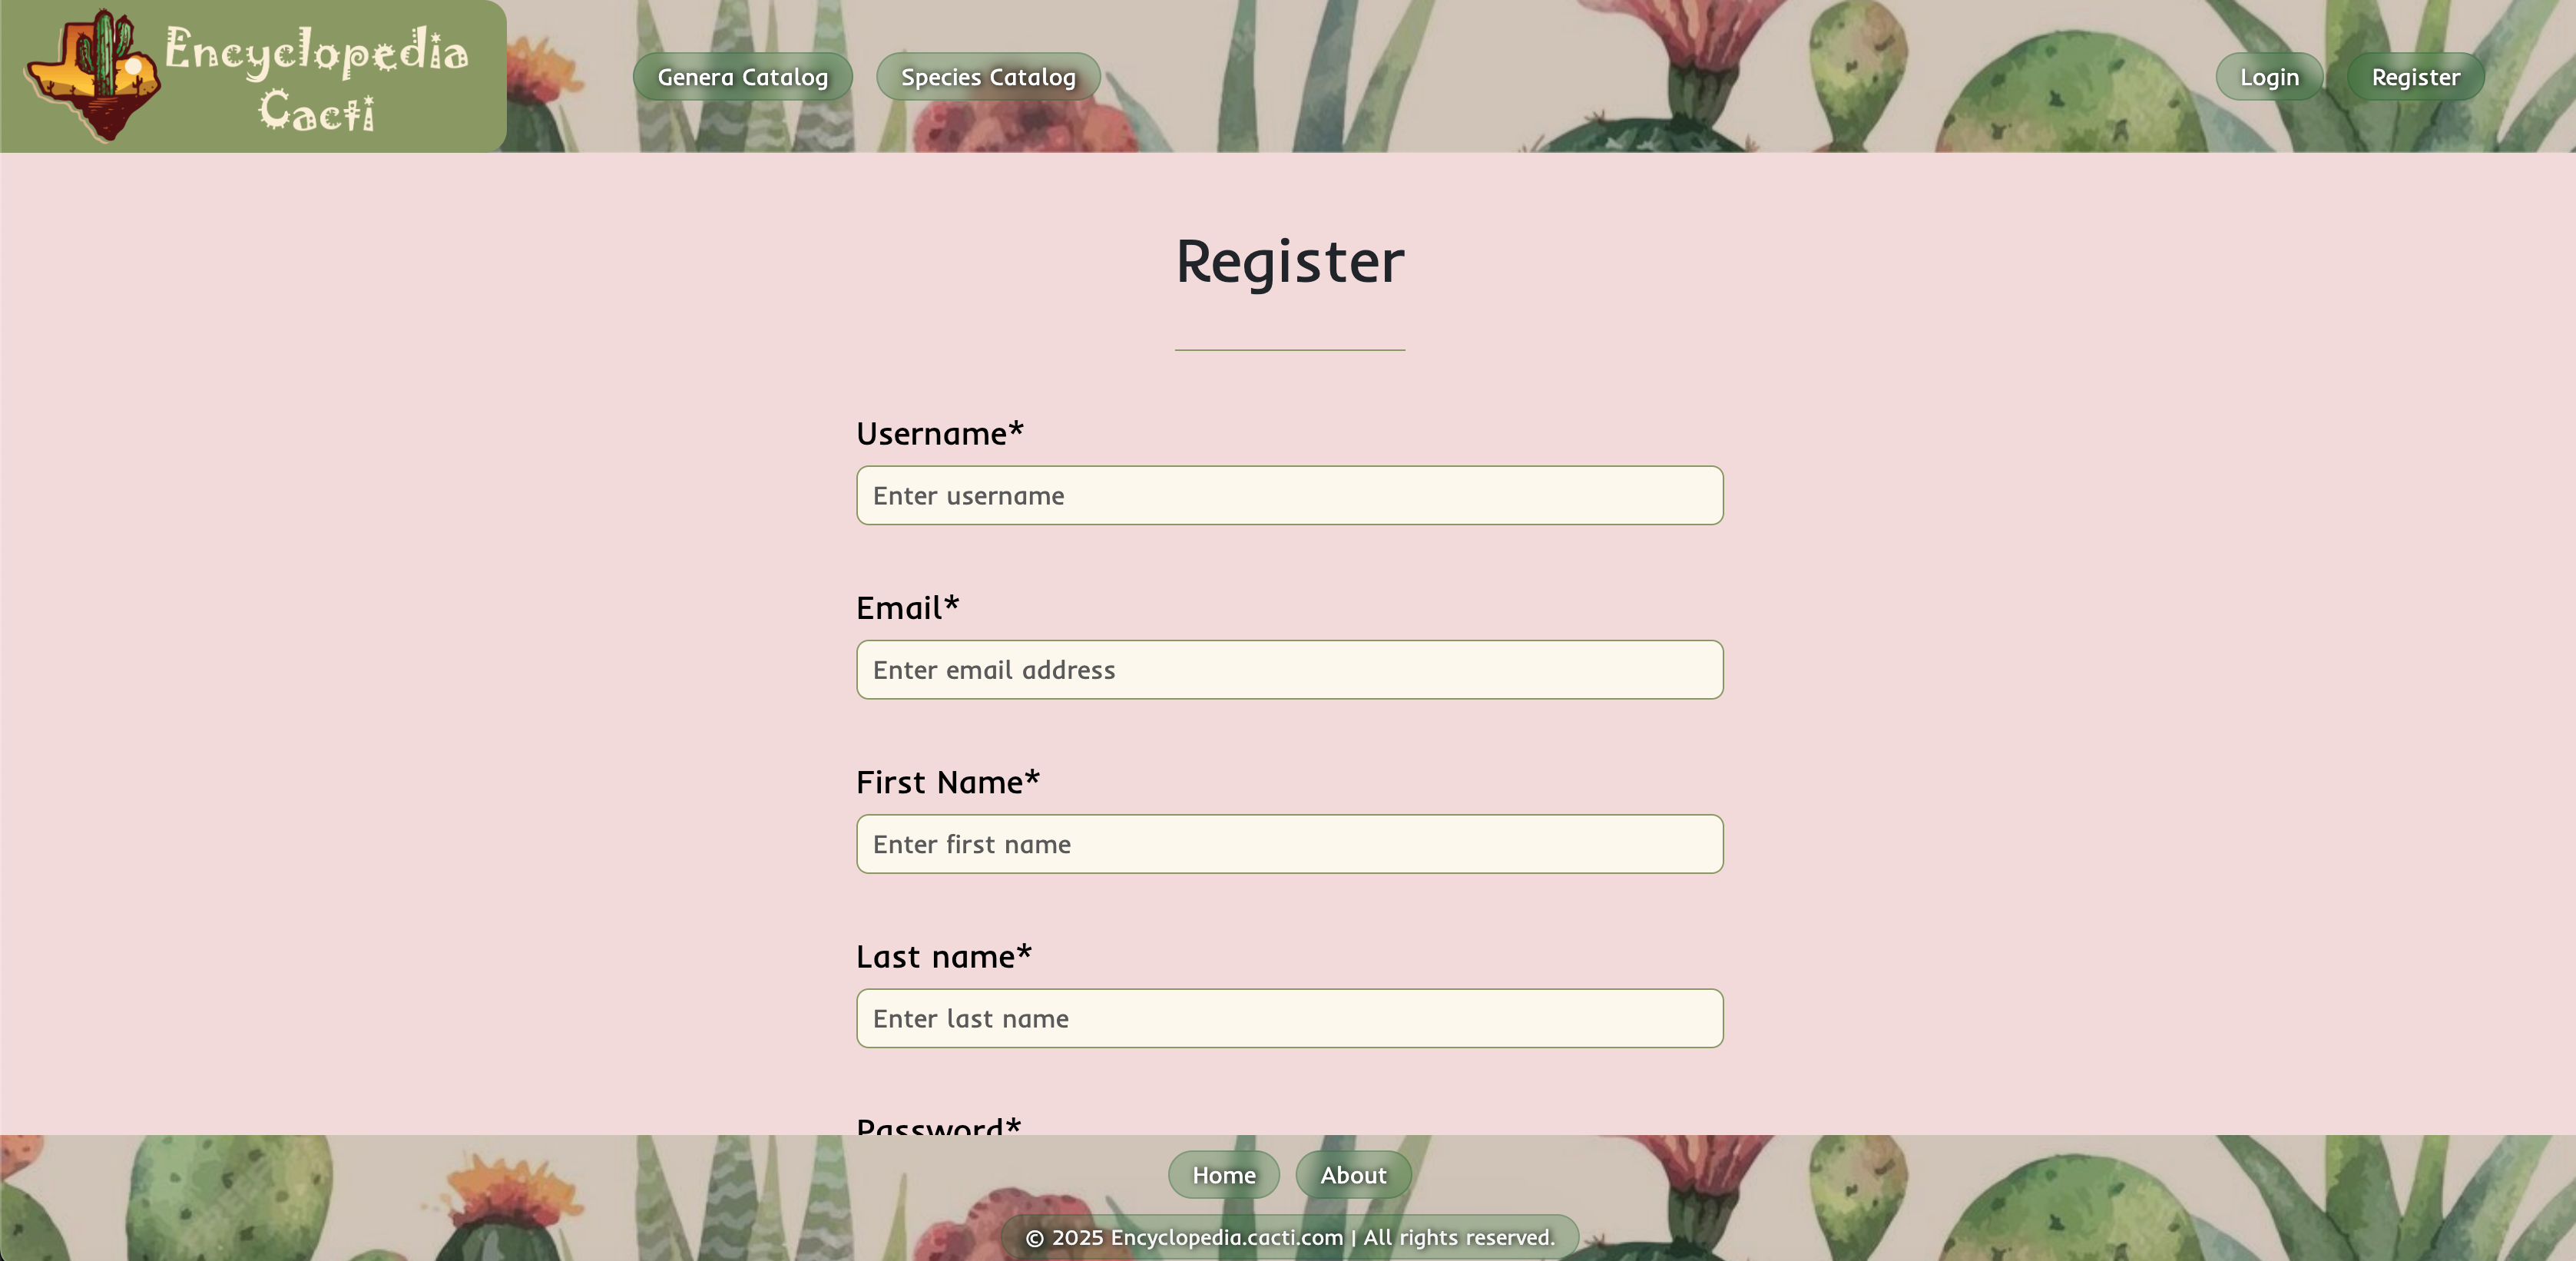 Encyclopedia
Cacti
Genera Catalog
Species Catalog
Login
Register
Register
Username*
Enter username
Email*
Enter email address
First Name*
Enter first name
Last name*
Enter last name
Password*
Home
About
© 2025 Encyclopedia.cacti.com | All rights reserved.